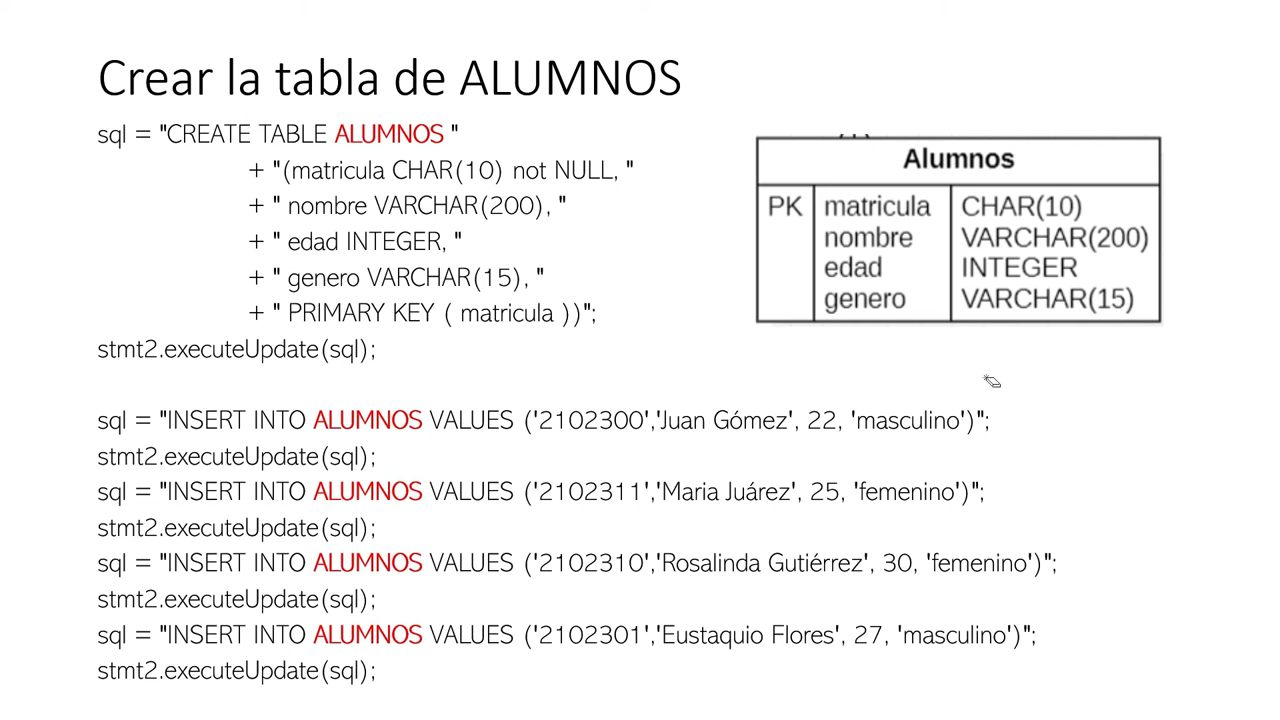 Crear la tabla de ALUMNOS
sql = "CREATE TABLE ALUMNOS "
+ "(matricula CHAR(10) not NULL, "
+ " nombre VARCHAR(200), "
+ " edad INTEGER, "
+ " genero VARCHAR(15), "
+ " PRIMARY KEY ( matricula ))";
stmt2.executeUpdate(sql);
Alumnos
PK matricula CHAR(10)
nombre VARCHAR(200)
edad INTEGER
genero VARCHAR(15)
sql = "INSERT INTO ALUMNOS VALUES ('2102300','Juan Gómez', 22, 'masculino')";
stmt2.executeUpdate(sql);
sql = "INSERT INTO ALUMNOS VALUES ('2102311','Maria Juárez', 25, 'femenino')";
stmt2.executeUpdate(sql);
sql = "INSERT INTO ALUMNOS VALUES ('2102310','Rosalinda Gutiérrez', 30, 'femenino')";
stmt2.executeUpdate(sql);
sql = "INSERT INTO ALUMNOS VALUES ('2102301','Eustaquio Flores', 27, 'masculino')";
stmt2.executeUpdate(sql);